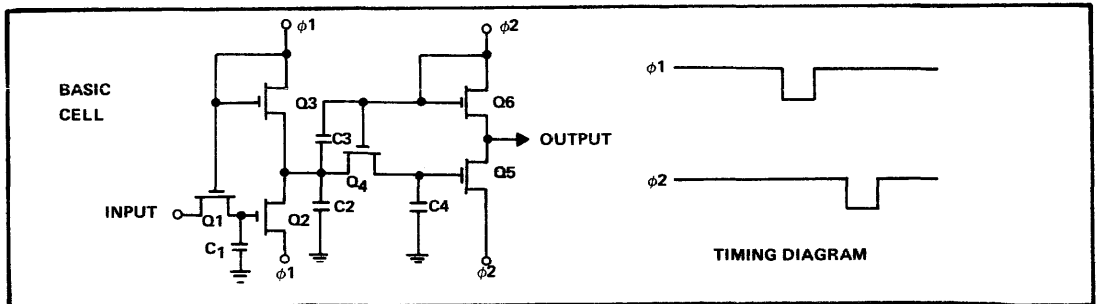 BASIC
CELL
ϕ1
ϕ2
Q3
Q6
C3
OUTPUT
Q4
Q5
INPUT
Q1
Q2
C2
C4
C1
ϕ1
ϕ2
ϕ1
ϕ2
TIMING DIAGRAM